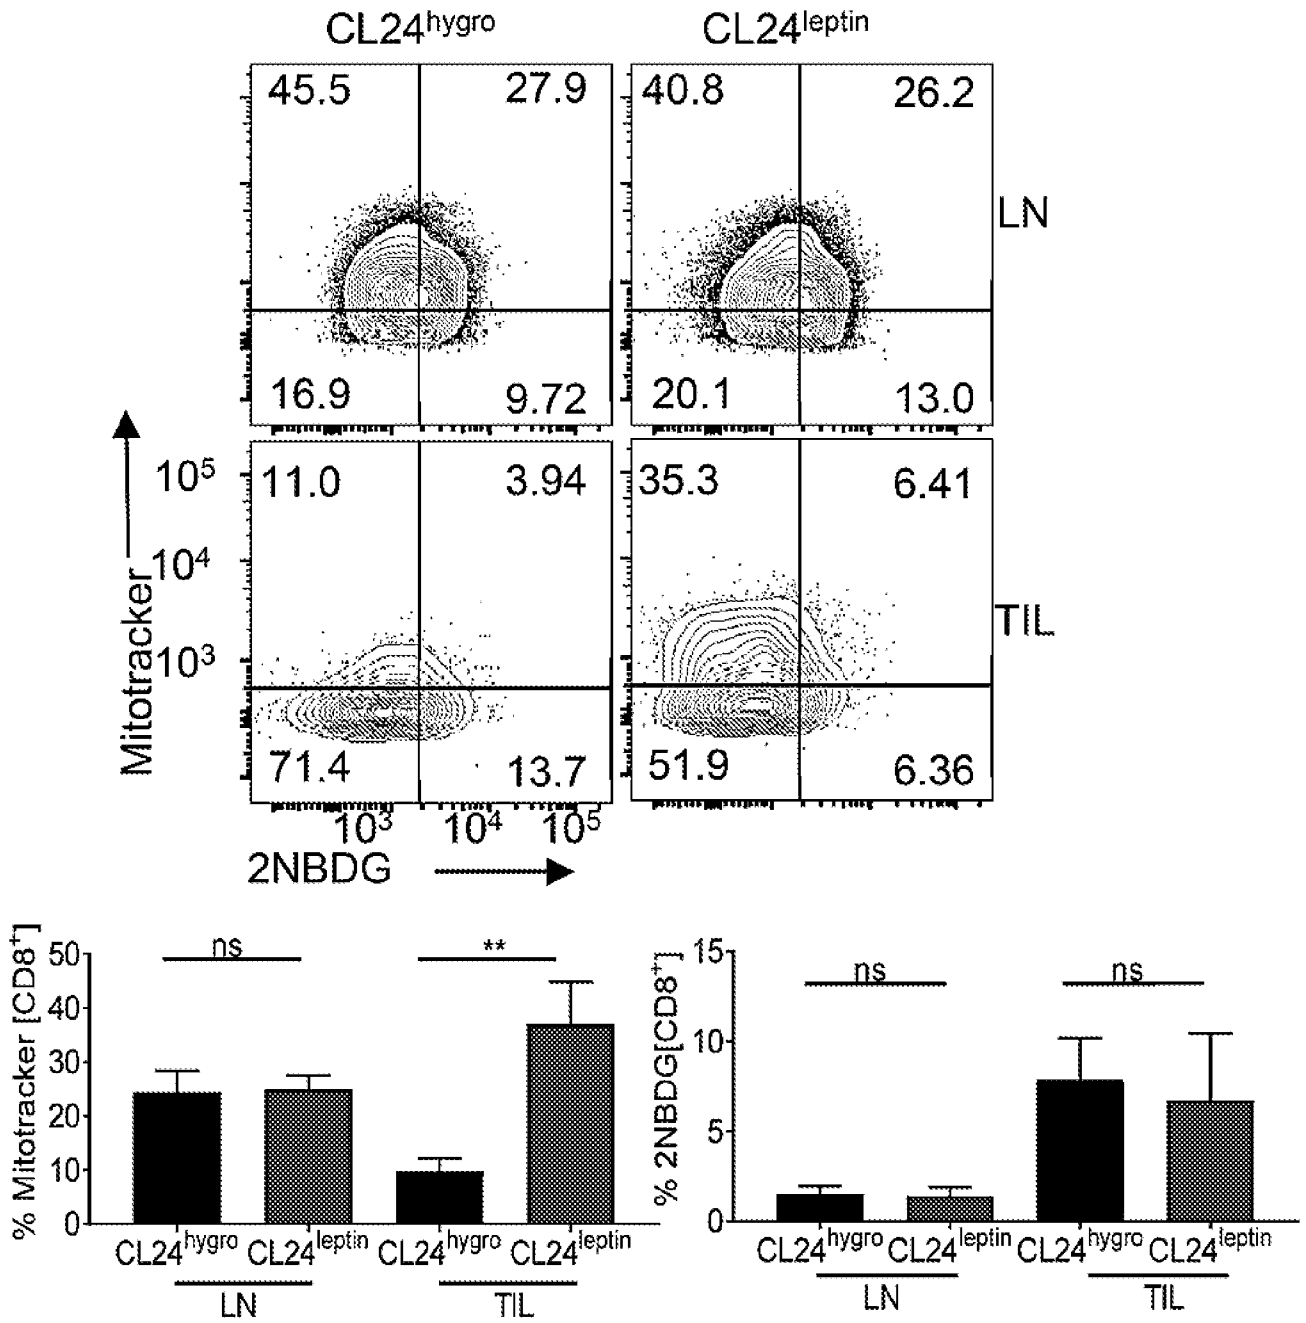 CL24hygro CL24leptin
45.5 27.9 40.8 26.2
LN
16.9 9.72 20.1 13.0
10⁵ 11.0 3.94 35.3 6.41
10⁴
TIL
10³
Mitotracker
71.4 13.7 51.9 6.36
10³ 10⁴ 10⁵
2NBDG
% Mitotracker [CD8⁺]
50
40
30
20
10
0
ns **
CL24hygro CL24leptin CL24hygro CL24leptin
LN TIL
% 2NBDG[CD8⁺]
15
10
5
0
ns ns
CL24hygro CL24leptin CL24hygro CL24leptin
LN TIL